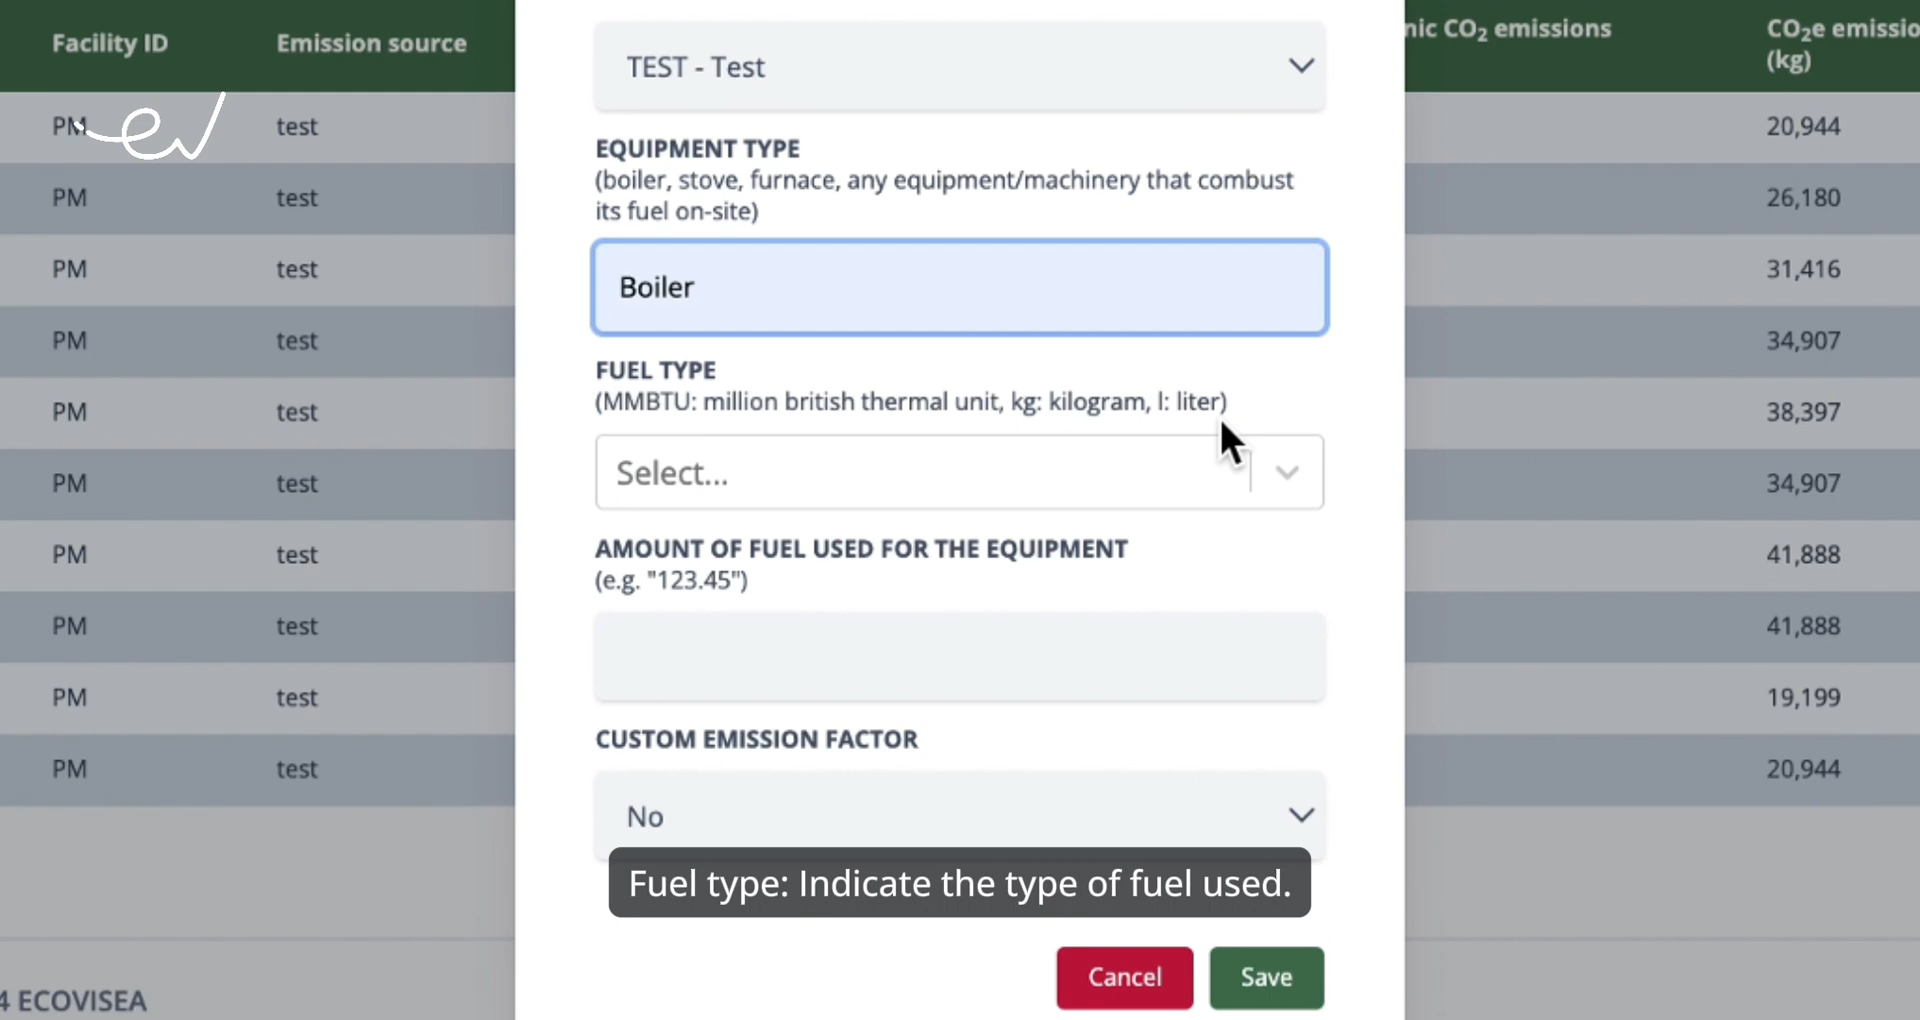 Facility ID
Emission source
nic CO₂ emissions
CO₂e emissio
(kg)
TEST - Test
PM
ev
test
20,944
EQUIPMENT TYPE
(boiler, stove, furnace, any equipment/machinery that combust
its fuel on-site)
PM
test
26,180
PM
test
31,416
Boiler
PM
test
34,907
FUEL TYPE
(MMBTU: million british thermal unit, kg: kilogram, l: liter)
PM
test
38,397
Select...
PM
test
34,907
AMOUNT OF FUEL USED FOR THE EQUIPMENT
(e.g. "123.45")
PM
test
41,888
PM
test
41,888
PM
test
19,199
CUSTOM EMISSION FACTOR
PM
test
20,944
No
Fuel type: Indicate the type of fuel used.
Cancel
Save
4 ECOVISEA